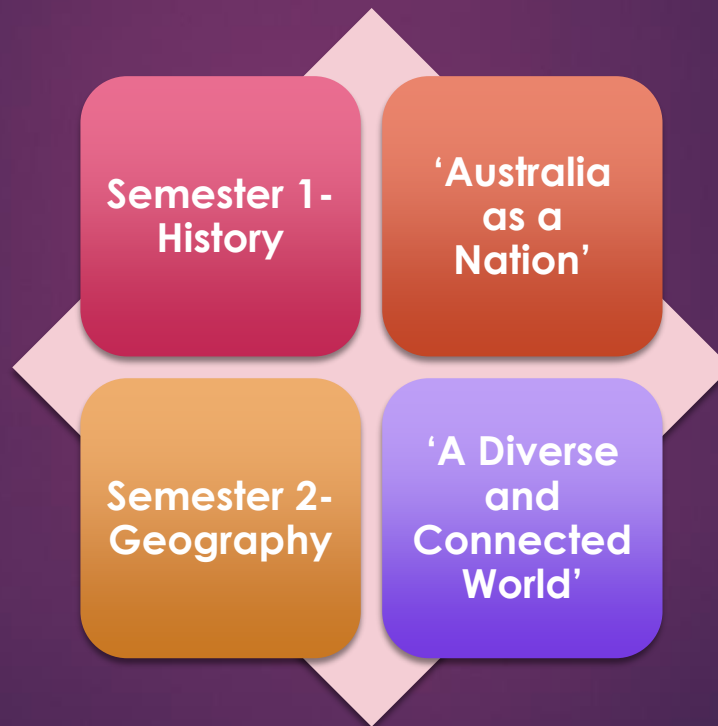 Semester 1-
History
‘Australia
as a
Nation’
Semester 2-
Geography
‘A Diverse
and
Connected
World’